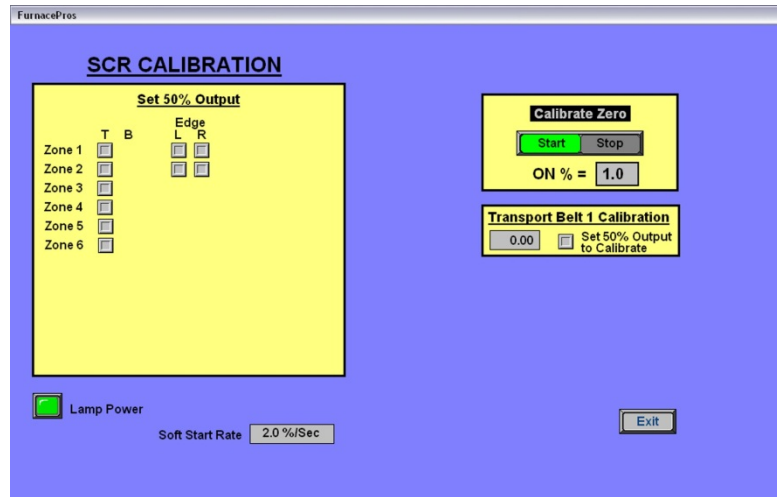 FurnacePros
SCR CALIBRATION
Set 50% Output
Edge
T B L R
Zone 1
Zone 2
Zone 3
Zone 4
Zone 5
Zone 6
Lamp Power
Soft Start Rate 2.0 %/Sec
Calibrate Zero
Start Stop
ON % = 1.0
Transport Belt 1 Calibration
0.00 Set 50% Output
to Calibrate
Exit